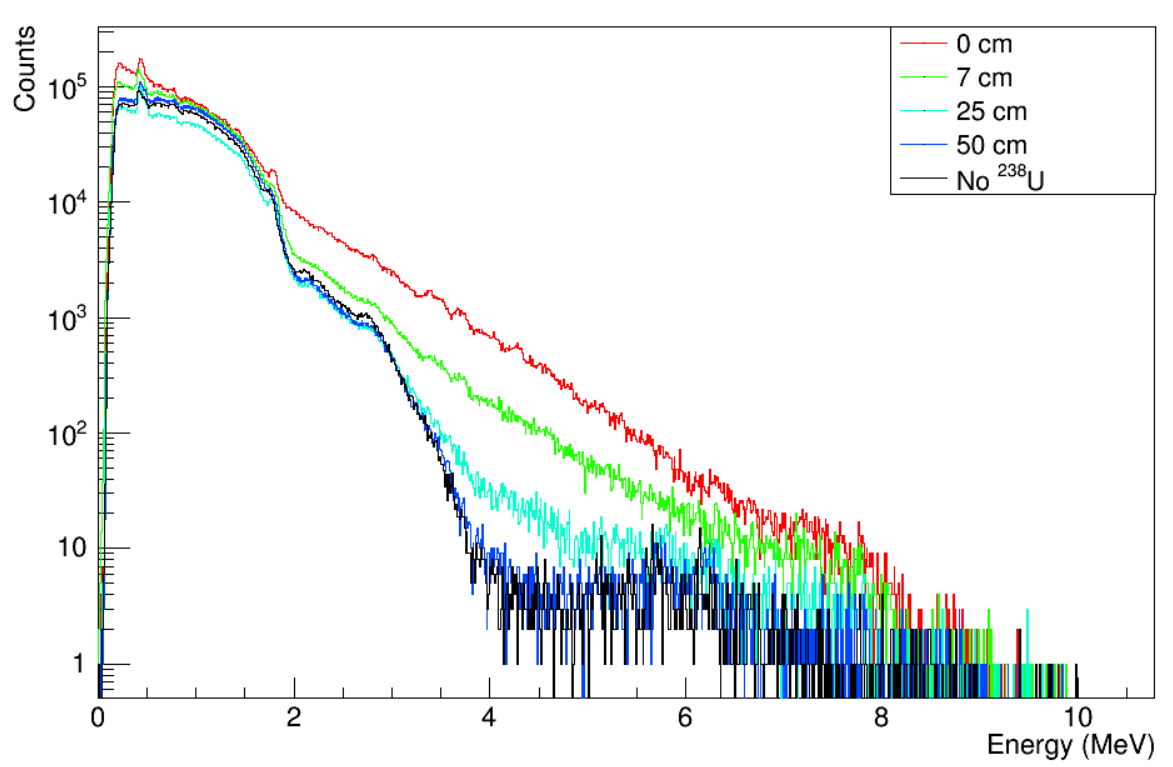 Counts
10⁵
10⁴
10³
10²
10
1
0 2 4 6 8 10
Energy (MeV)
0 cm
7 cm
25 cm
50 cm
No ²³⁸U